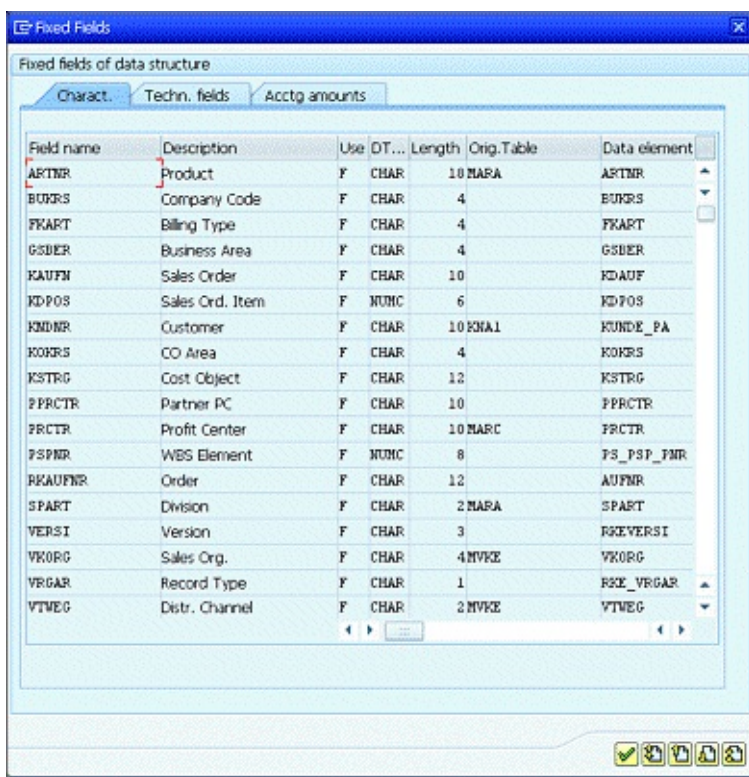 Fixed Fields
Fixed fields of data structure
Charact. Techn. fields Acctg amounts
Field name Description Use DT... Length Orig.Table Data element
ARTNR Product F CHAR 18 MARA ARTNR
BUKRS Company Code F CHAR 4 BUKRS
FKART Billing Type F CHAR 4 FKART
GSBER Business Area F CHAR 4 GSBER
KAUFN Sales Order F CHAR 10 KDAUF
KDPOS Sales Ord. Item F NUMC 6 KDPOS
KNDNR Customer F CHAR 10 KNA1 KUNDE_PA
KOKRS CO Area F CHAR 4 KOKRS
KSTRG Cost Object F CHAR 12 KSTRG
PPRCTR Partner PC F CHAR 10 PPRCTR
PRCTR Profit Center F CHAR 10 MARC PRCTR
PSPNR WBS Element F NUMC 8 PS_PSP_PNR
RKAUFNR Order F CHAR 12 AUFNR
SPART Division F CHAR 2 MARA SPART
VERSI Version F CHAR 3 RKEVERSI
VKORG Sales Org. F CHAR 4 MVKE VKORG
VRGAR Record Type F CHAR 1 RKE_VRGAR
VTWEG Distr. Channel F CHAR 2 MVKE VTWEG